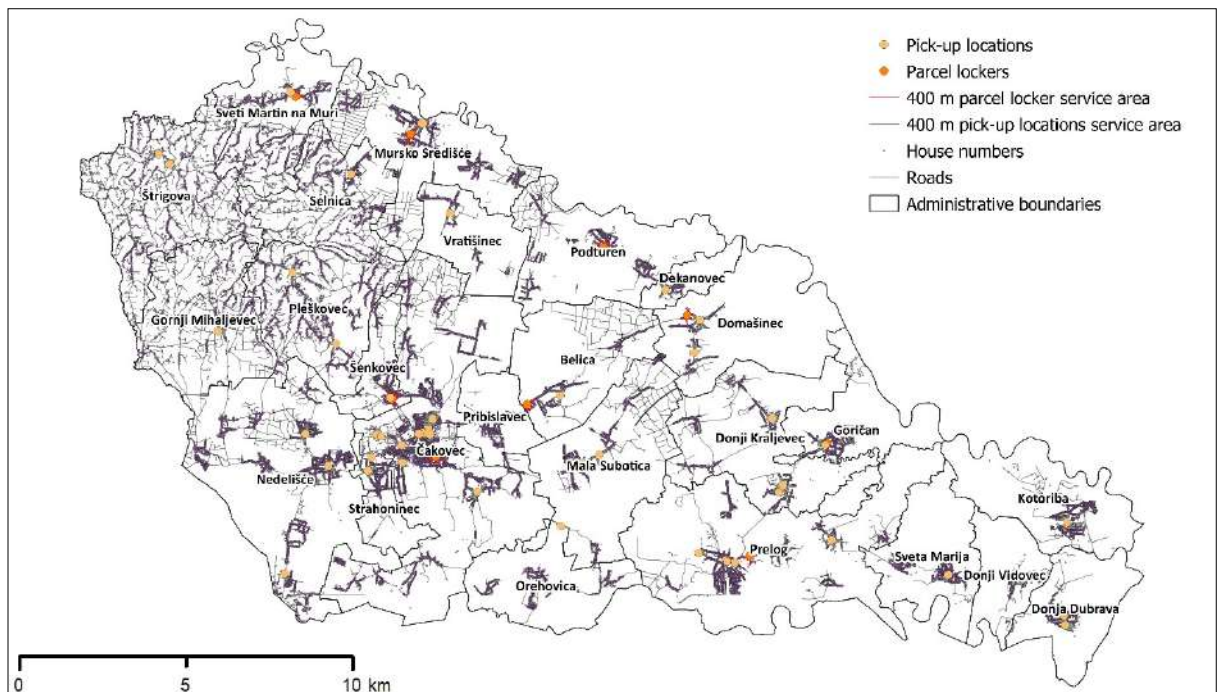 Pick-up locations
Parcel lockers
400 m parcel locker service area
400 m pick-up locations service area
House numbers
Roads
Administrative boundaries
Sveti Martin na Muri
Mursko Središće
Štrigova
Selnica
Vratišinec
Podturen
Dekanovec
Gornji Mihaljevec
Pleškovec
Domašinec
Belica
Šenkovec
Pribislavec
Donji Kraljevec
Goričan
Čakovec
Mala Subotica
Nedelišće
Kotoriba
Strahoninec
Prelog
Sveta Marija
Donji Vidovec
Orehovica
Donja Dubrava
0 5 10 km